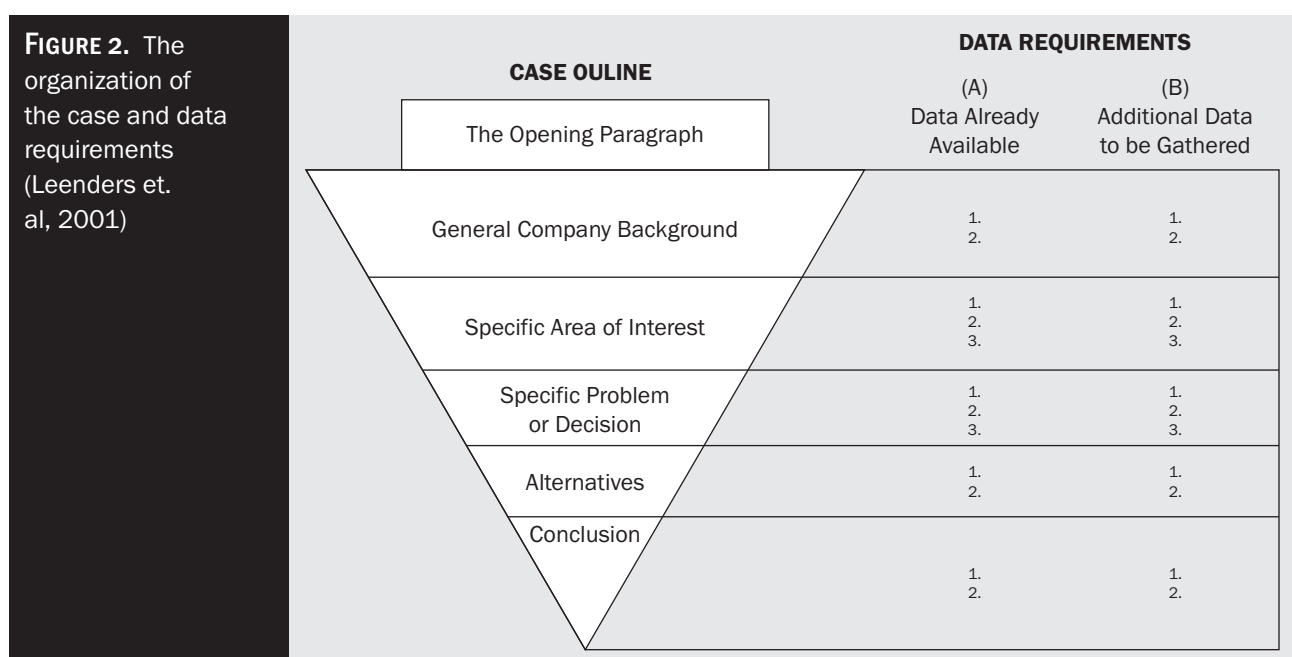 FIGURE 2. The
organization of
the case and data
requirements
(Leenders et.
al, 2001)
CASE OULINE
DATA REQUIREMENTS
(A)
Data Already
Available
(B)
Additional Data
to be Gathered
The Opening Paragraph
General Company Background
1.
2.
1.
2.
Specific Area of Interest
1.
2.
3.
1.
2.
3.
Specific Problem
or Decision
1.
2.
3.
1.
2.
3.
Alternatives
1.
2.
1.
2.
Conclusion
1.
2.
1.
2.